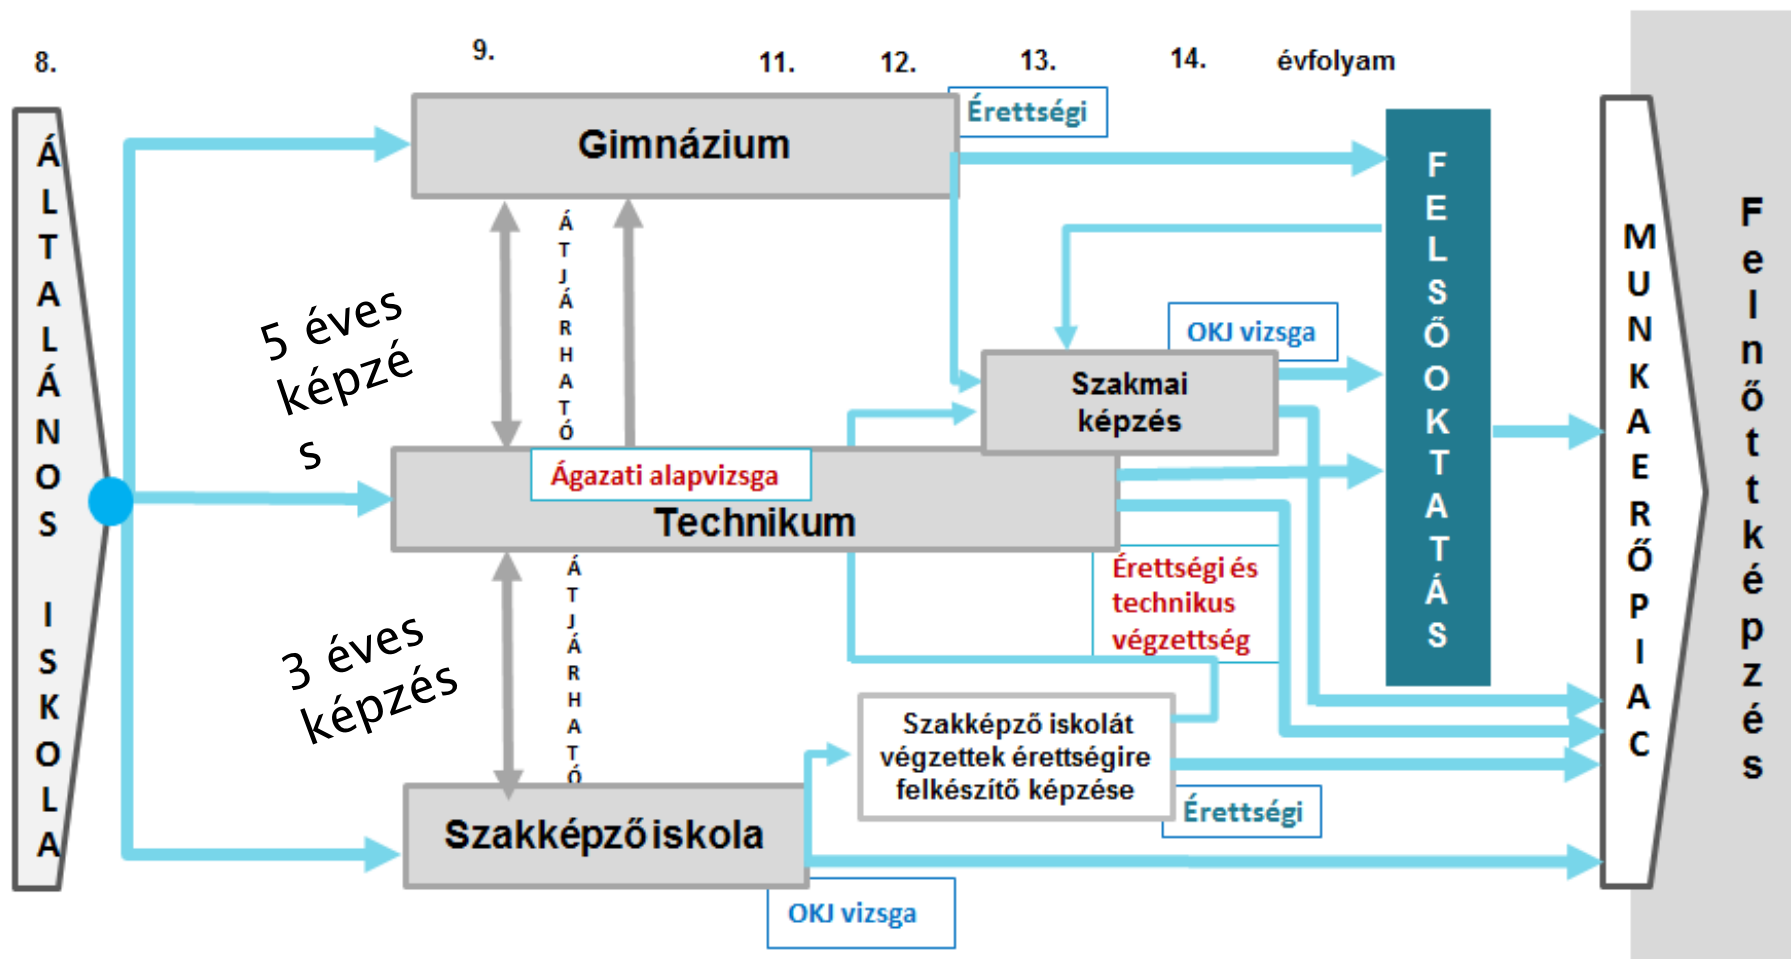 8.
9.
11.
12.
13.
14.
évfolyam
ÁLTALÁNOS ISKOLA
Gimnázium
Érettségi
ÁTJÁRHATÓ
5 éves
képzé
s
OKJ vizsga
Szakmai
képzés
Ágazati alapvizsga
Technikum
Érettségi és
technikus
végzettség
ÁTJÁRHATÓ
3 éves
képzés
Szakképző iskolát
végzettek érettségire
felkészítő képzése
Érettségi
Szakképző iskola
OKJ vizsga
FELSŐOKTATÁS
MUNKAERŐPIAC
Felnőttképzés